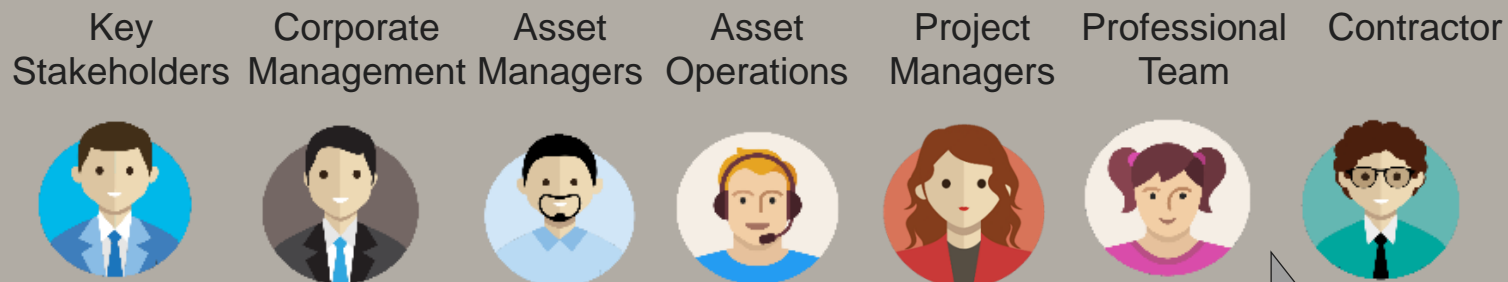 Key
Stakeholders
Corporate
Management
Asset
Managers
Asset
Operations
Project
Managers
Professional
Team
Contractor